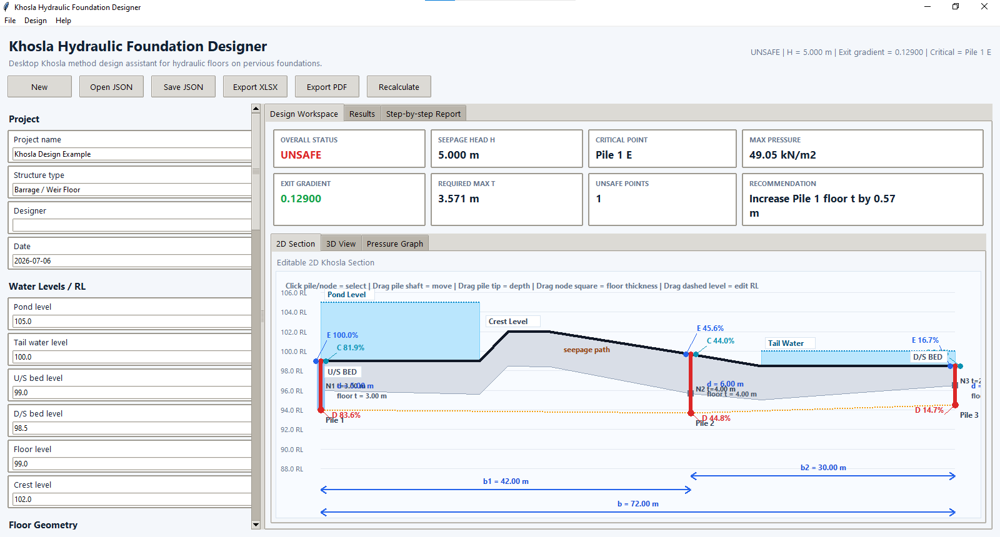 Khosla Hydraulic Foundation Designer
File Design Help
Khosla Hydraulic Foundation Designer
Desktop Khosla method design assistant for hydraulic floors on pervious foundations.
UNSAFE | H = 5.000 m | Exit gradient = 0.12900 | Critical = Pile 1 E
New Open JSON Save JSON Export XLSX Export PDF Recalculate
Project
Project name
Khosla Design Example
Structure type
Barrage / Weir Floor
Designer
Date
2026-07-06
Water Levels / RL
Pond level
105.0
Tail water level
100.0
U/S bed level
99.0
D/S bed level
98.5
Floor level
99.0
Crest level
102.0
Floor Geometry
Design Workspace Results Step-by-step Report
OVERALL STATUS
UNSAFE
SEEPAGE HEAD H
5.000 m
CRITICAL POINT
Pile 1 E
MAX PRESSURE
49.05 kN/m2
EXIT GRADIENT
0.12900
REQUIRED MAX T
3.571 m
UNSAFE POINTS
1
RECOMMENDATION
Increase Pile 1 floor t by 0.57
m
2D Section 3D View Pressure Graph
Editable 2D Khosla Section
Click pile/node = select | Drag pile shaft = move | Drag pile tip = depth | Drag node square = floor thickness | Drag dashed level = edit RL
106.0 RL
Pond Level
104.0 RL
Crest Level
102.0 RL
E 100.0%
C 81.9%
E 45.6%
C 44.0%
E 16.7%
Tail Water
seepage path
100.0 RL
D/S BED
98.0 RL
U/S BED
N1 t=3.00 m
floor t = 3.00 m
96.0 RL
d = 6.00 m
N2 t=4.00 m
floor t = 4.00 m
N3 t=2
d =
floo
94.0 RL
D 83.6%
Pile 1
D 44.8%
Pile 2
D 14.7%
Pile 3
92.0 RL
90.0 RL
88.0 RL
b2 = 30.00 m
b1 = 42.00 m
b = 72.00 m